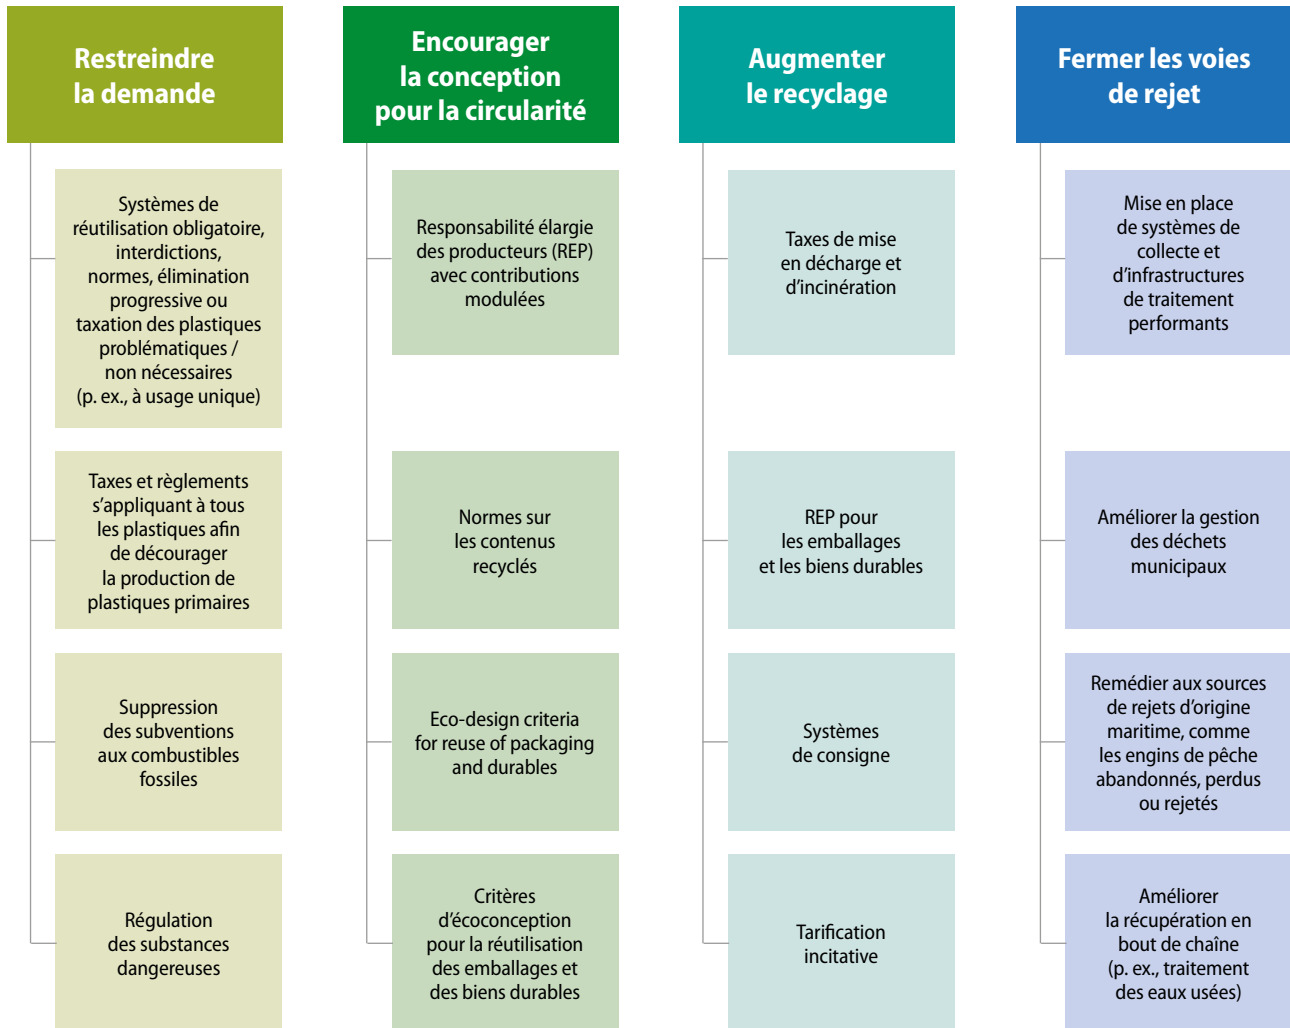 Restreindre
la demande
Systèmes de
réutilisation obligatoire,
interdictions,
normes, élimination
progressive ou
taxation des plastiques
problématiques /
non nécessaires
(p. ex., à usage unique)
Taxes et règlements
s’appliquant à tous
les plastiques afin
de décourager
la production de
plastiques primaires
Suppression
des subventions
aux combustibles
fossiles
Régulation
des substances
dangereuses
Encourager
la conception
pour la circularité
Responsabilité élargie
des producteurs (REP)
avec contributions
modulées
Normes sur
les contenus
recyclés
Eco-design criteria
for reuse of packaging
and durables
Critères
d’écoconception
pour la réutilisation
des emballages et
des biens durables
Augmenter
le recyclage
Taxes de mise
en décharge et
d’incinération
REP pour
les emballages
et les biens durables
Systèmes
de consigne
Tarification
incitative
Fermer les voies
de rejet
Mise en place
de systèmes de
collecte et
d’infrastructures
de traitement
performants
Améliorer la gestion
des déchets
municipaux
Remédier aux sources
de rejets d’origine
maritime, comme
les engins de pêche
abandonnés, perdus
ou rejetés
Améliorer
la récupération en
bout de chaîne
(p. ex., traitement
des eaux usées)